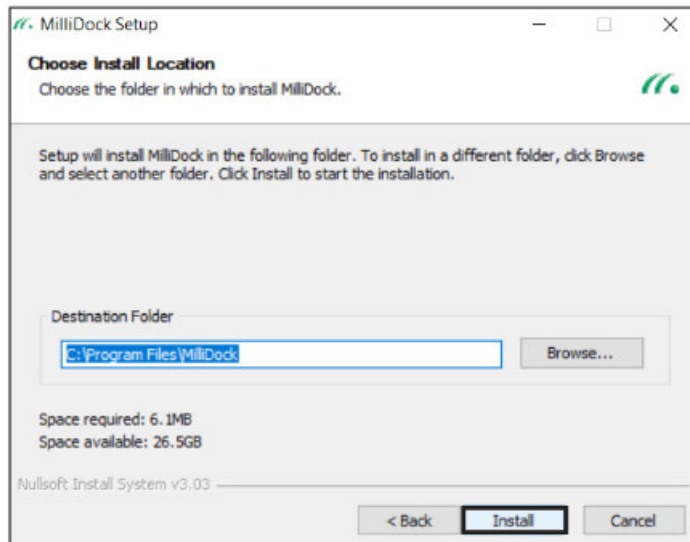 MilliDock Setup
Choose Install Location
Choose the folder in which to install MilliDock.
Setup will install MilliDock in the following folder. To install in a different folder, click Browse
and select another folder. Click Install to start the installation.
Destination Folder
C:\Program Files\MilliDock
Browse...
Space required: 6.1MB
Space available: 26.5GB
Nullsoft Install System v3.03
< Back Install Cancel